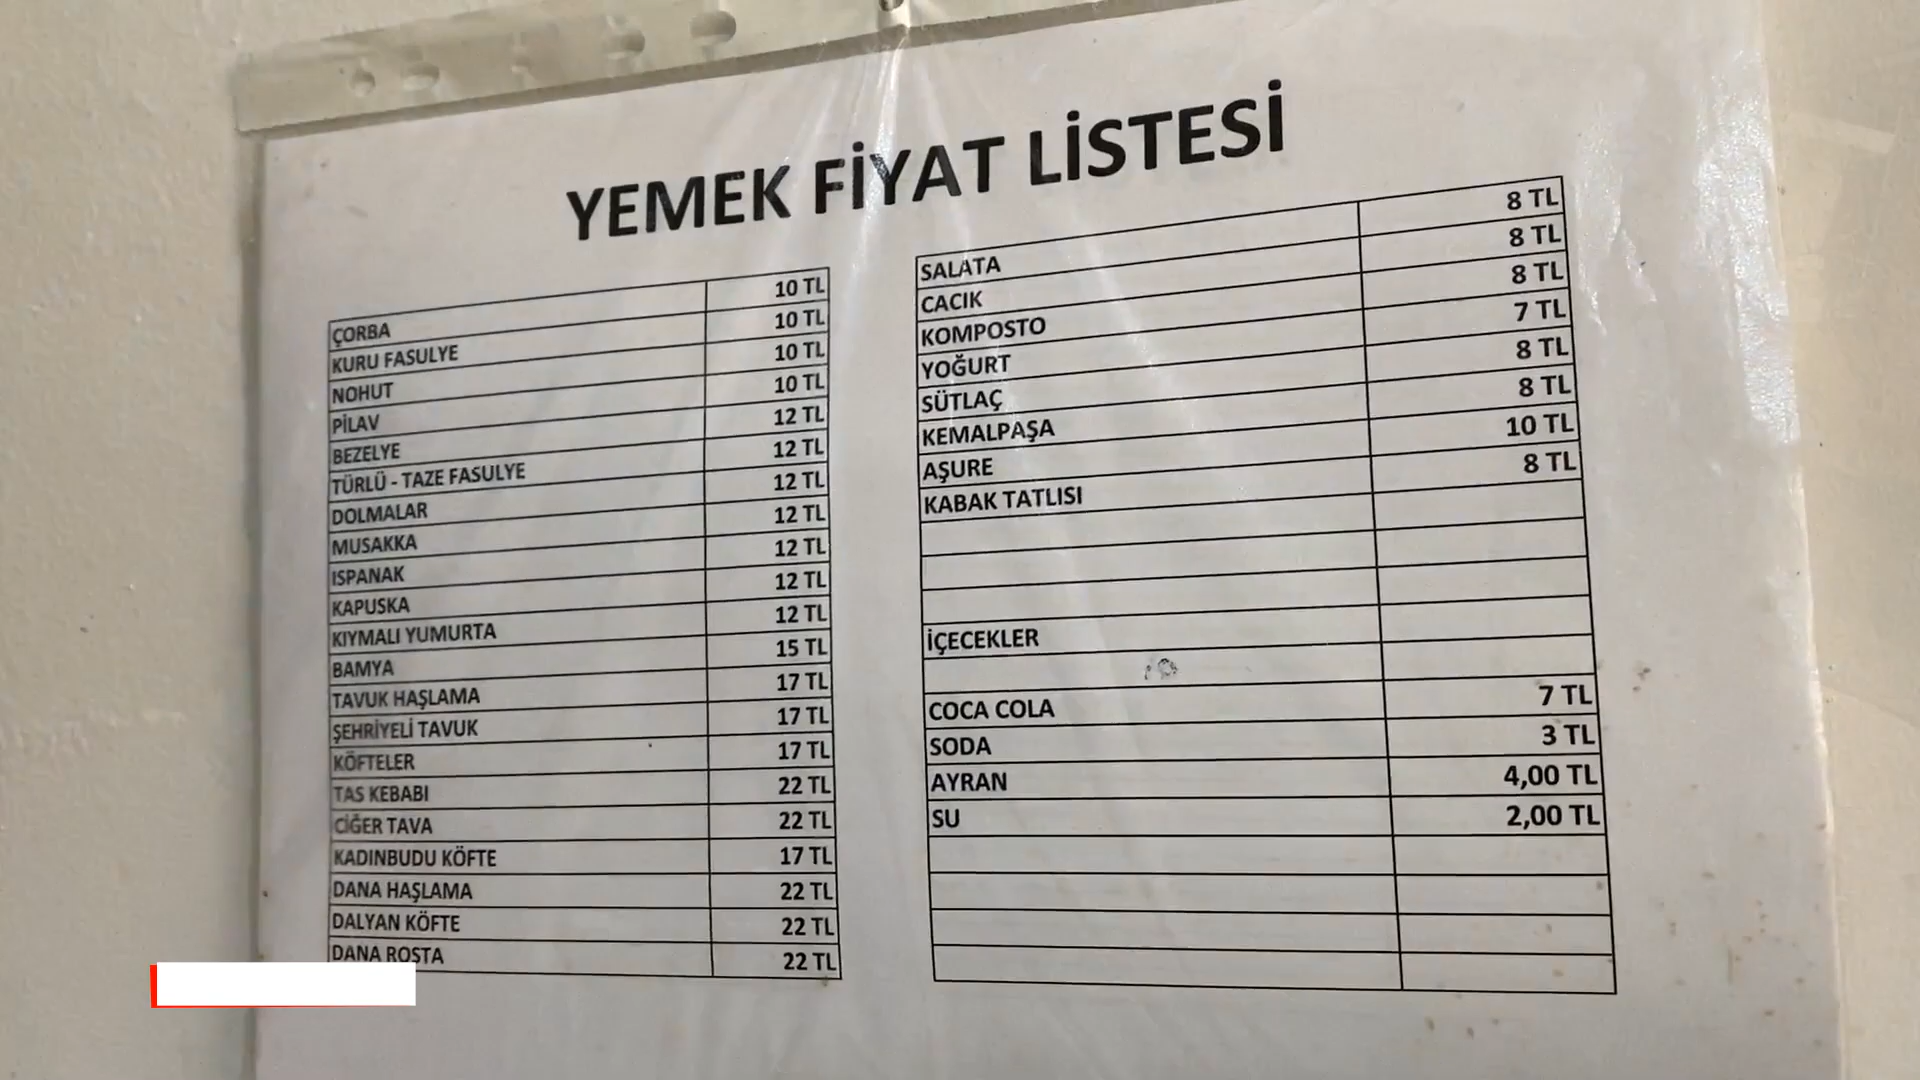 YEMEK FİYAT LİSTESİ
ÇORBA 10 TL
KURU FASULYE 10 TL
NOHUT 10 TL
PİLAV 10 TL
BEZELYE 12 TL
TÜRLÜ - TAZE FASULYE 12 TL
DOLMALAR 12 TL
MUSAKKA 12 TL
ISPANAK 12 TL
KAPUSKA 12 TL
KIYMALI YUMURTA 12 TL
BAMYA 15 TL
TAVUK HAŞLAMA 17 TL
ŞEHRİYELİ TAVUK 17 TL
KÖFTELER 17 TL
TAS KEBABI 22 TL
CİĞER TAVA 22 TL
KADINBUDU KÖFTE 17 TL
DANA HAŞLAMA 22 TL
DALYAN KÖFTE 22 TL
DANA ROSTA 22 TL
SALATA 8 TL
CACIK 8 TL
KOMPOSTO 8 TL
YOĞURT 7 TL
SÜTLAÇ 8 TL
KEMALPAŞA 8 TL
AŞURE 10 TL
KABAK TATLISI 8 TL
İÇECEKLER
COCA COLA 7 TL
SODA 3 TL
AYRAN 4,00 TL
SU 2,00 TL